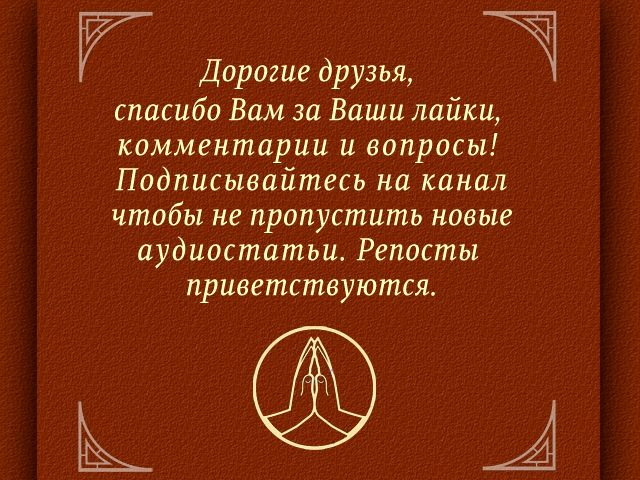 Дорогие друзья,
спасибо Вам за Ваши лайки,
комментарии и вопросы!
Подписывайтесь на канал
чтобы не пропустить новые
аудиостатьи. Репосты
приветствуются.